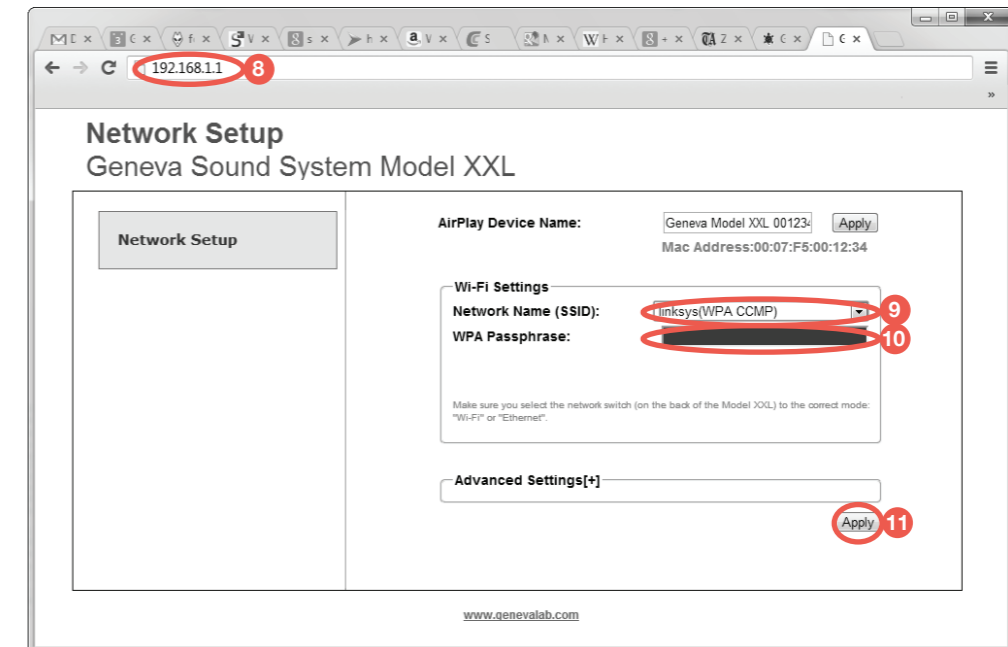 192.168.1.1
8
Network Setup
Geneva Sound System Model XXL
Network Setup
AirPlay Device Name:
Geneva Model XXL 001234
Apply
Mac Address:00:07:F5:00:12:34
Wi-Fi Settings
Network Name (SSID):
linksys(WPA CCMP)
9
WPA Passphrase:
10
Make sure you select the network switch (on the back of the Model XXL) to the correct mode:
"Wi-Fi" or "Ethernet".
Advanced Settings[+]
Apply
11
www.genevalab.com